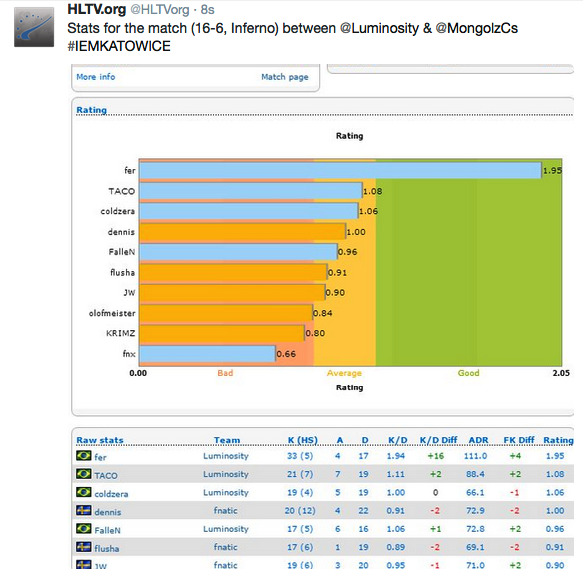 HLTV.org @HLTVorg · 8s
Stats for the match (16-6, Inferno) between @Luminosity & @MongolzCs
#IEMKATOWICE
More info Match page
Rating
Rating
fer 1.95
TACO 1.08
coldzera 1.06
dennis 1.00
FalleN 0.96
flusha 0.91
JW 0.90
olofmeister 0.84
KRIMZ 0.80
fnx 0.66
0.00 Bad Average Good 2.05
Rating
Raw stats Team K (HS) A D K/D K/D Diff ADR FK Diff Rating
fer Luminosity 33 (5) 4 17 1.94 +16 111.0 +4 1.95
TACO Luminosity 21 (7) 7 19 1.11 +2 88.4 +2 1.08
coldzera Luminosity 19 (4) 5 19 1.00 0 66.1 -1 1.06
dennis fnatic 20 (12) 4 22 0.91 -2 72.9 -2 1.00
FalleN Luminosity 17 (5) 6 16 1.06 +1 72.8 +2 0.96
flusha fnatic 17 (6) 1 19 0.89 -2 69.1 -2 0.91
JW fnatic 19 (6) 3 20 0.95 -1 71.0 +2 0.90